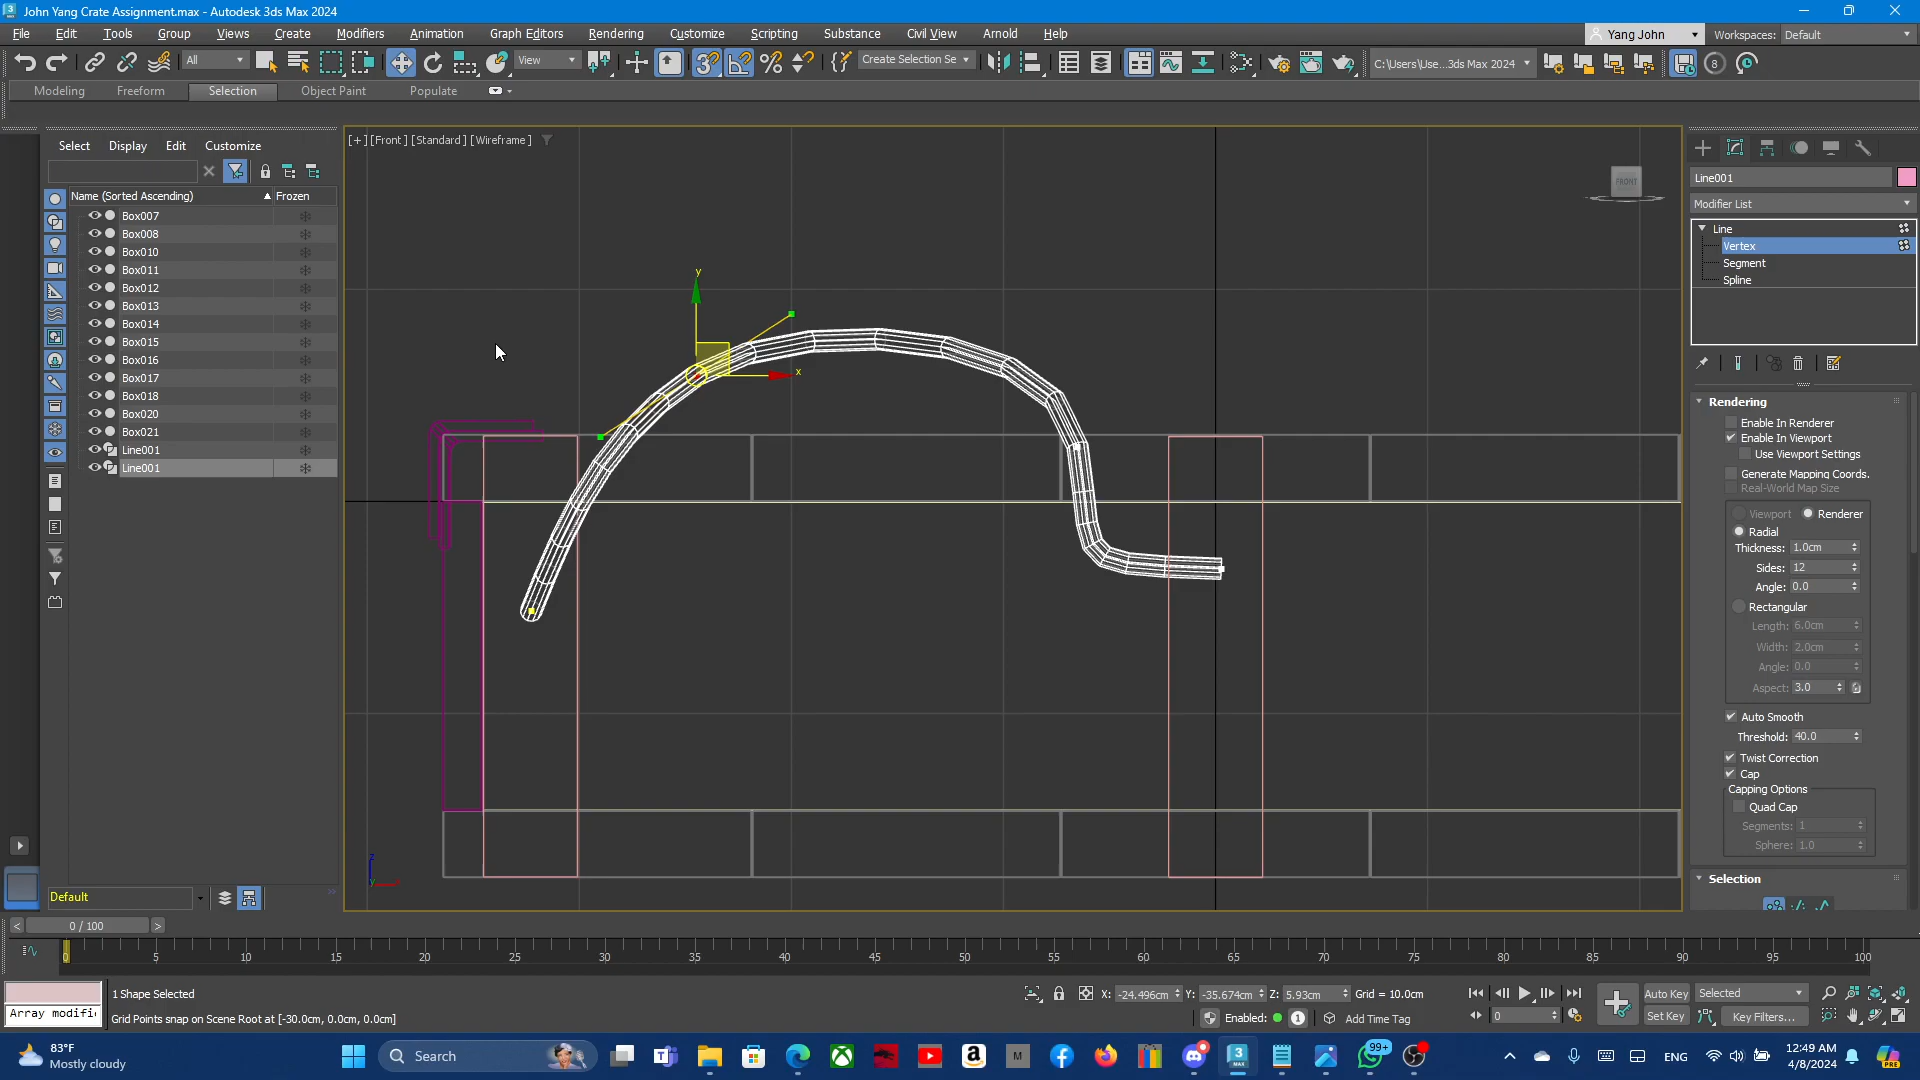 John Yang Crate Assignment.max - Autodesk 3ds Max 2024
File Edit Tools Group Views Create Modifiers Animation Graph Editors Rendering Customize Scripting Substance Civil View Arnold Help
Yang John Workspaces: Default
All View Create Selection Se C:\Users\Use...3ds Max 2024
Modeling Freeform Selection Object Paint Populate
Select Display Edit Customize
Name (Sorted Ascending) Frozen
Box007
Box008
Box010
Box011
Box012
Box013
Box014
Box015
Box016
Box017
Box018
Box020
Box021
Line001
Line001
Default
[+] [Front] [Standard] [Wireframe]
FRONT
y
x
z
Line001
Modifier List
Line
Vertex
Segment
Spline
Rendering
Enable In Renderer
Enable In Viewport
Use Viewport Settings
Generate Mapping Coords.
Real-World Map Size
Viewport Renderer
Radial
Thickness: 1.0cm
Sides: 12
Angle: 0.0
Rectangular
Length: 6.0cm
Width: 2.0cm
Angle: 0.0
Aspect: 3.0
Auto Smooth
Threshold: 40.0
Twist Correction
Cap
Capping Options
Quad Cap
Segments: 1
Sphere: 1.0
Selection
< 0 / 100 >
0 5 10 15 20 25 30 35 40 45 50 55 60 65 70 75 80 85 90 95 100
1 Shape Selected
X: -24.496cm Y: -35.674cm Z: 5.93cm Grid = 10.0cm
Auto Key Selected
Array modifi
Grid Points snap on Scene Root at [-30.0cm, 0.0cm, 0.0cm]
Enabled: 1 Add Time Tag
0
Set Key Key Filters...
83°F
Mostly cloudy
Search
99+
ENG
12:49 AM
4/8/2024